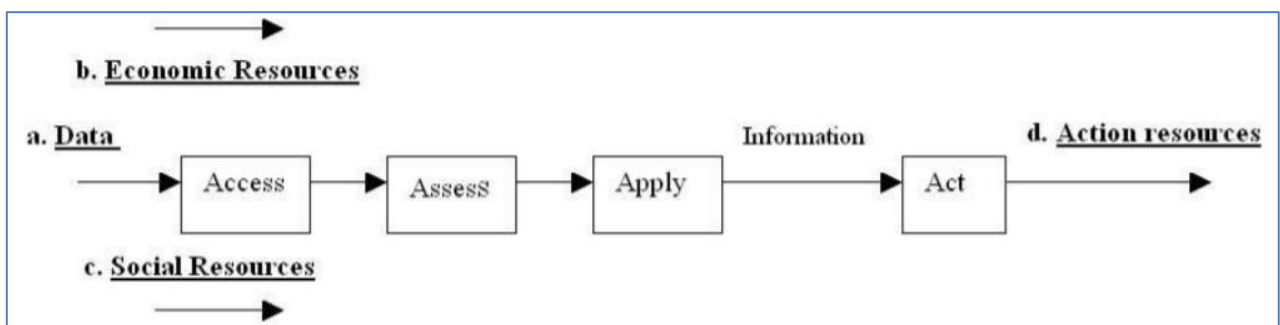 b. Economic Resources
a. Data
Information
d. Action resources
Access
Assess
Apply
Act
c. Social Resources